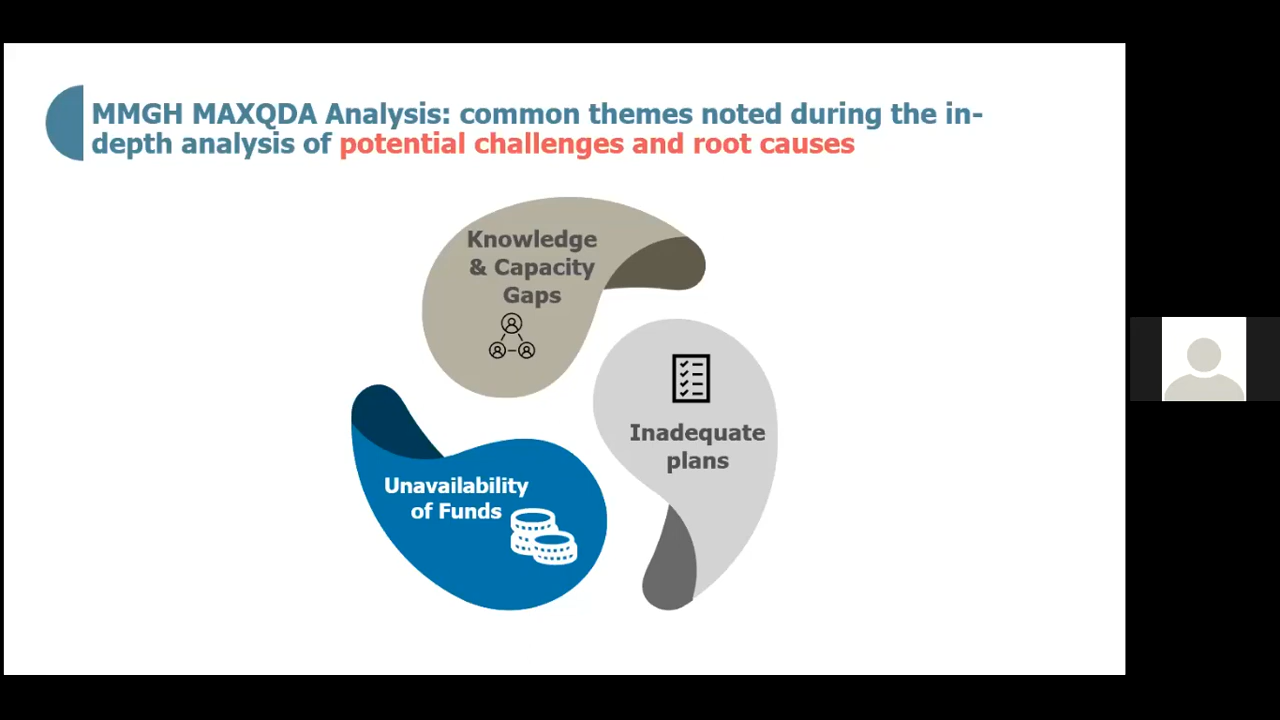 MMGH MAXQDA Analysis: common themes noted during the in-
depth analysis of potential challenges and root causes
Knowledge
& Capacity
Gaps
Inadequate
plans
Unavailability
of Funds